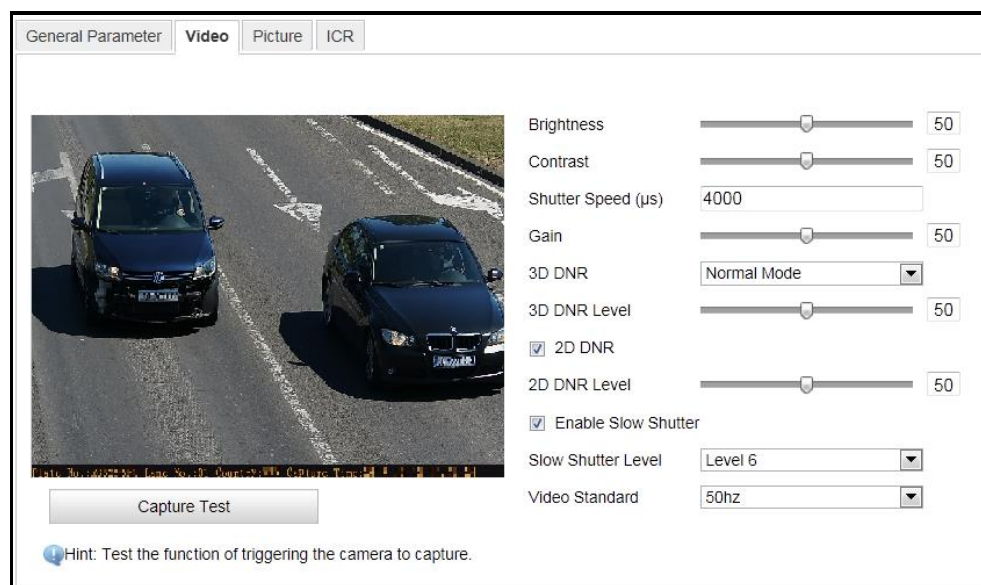 General Parameter
Video
Picture
ICR
Brightness 50
Contrast 50
Shutter Speed (µs) 4000
Gain 50
3D DNR Normal Mode
3D DNR Level 50
2D DNR
2D DNR Level 50
Enable Slow Shutter
Slow Shutter Level Level 6
Video Standard 50hz
Capture Time:
Capture Test
Hint: Test the function of triggering the camera to capture.